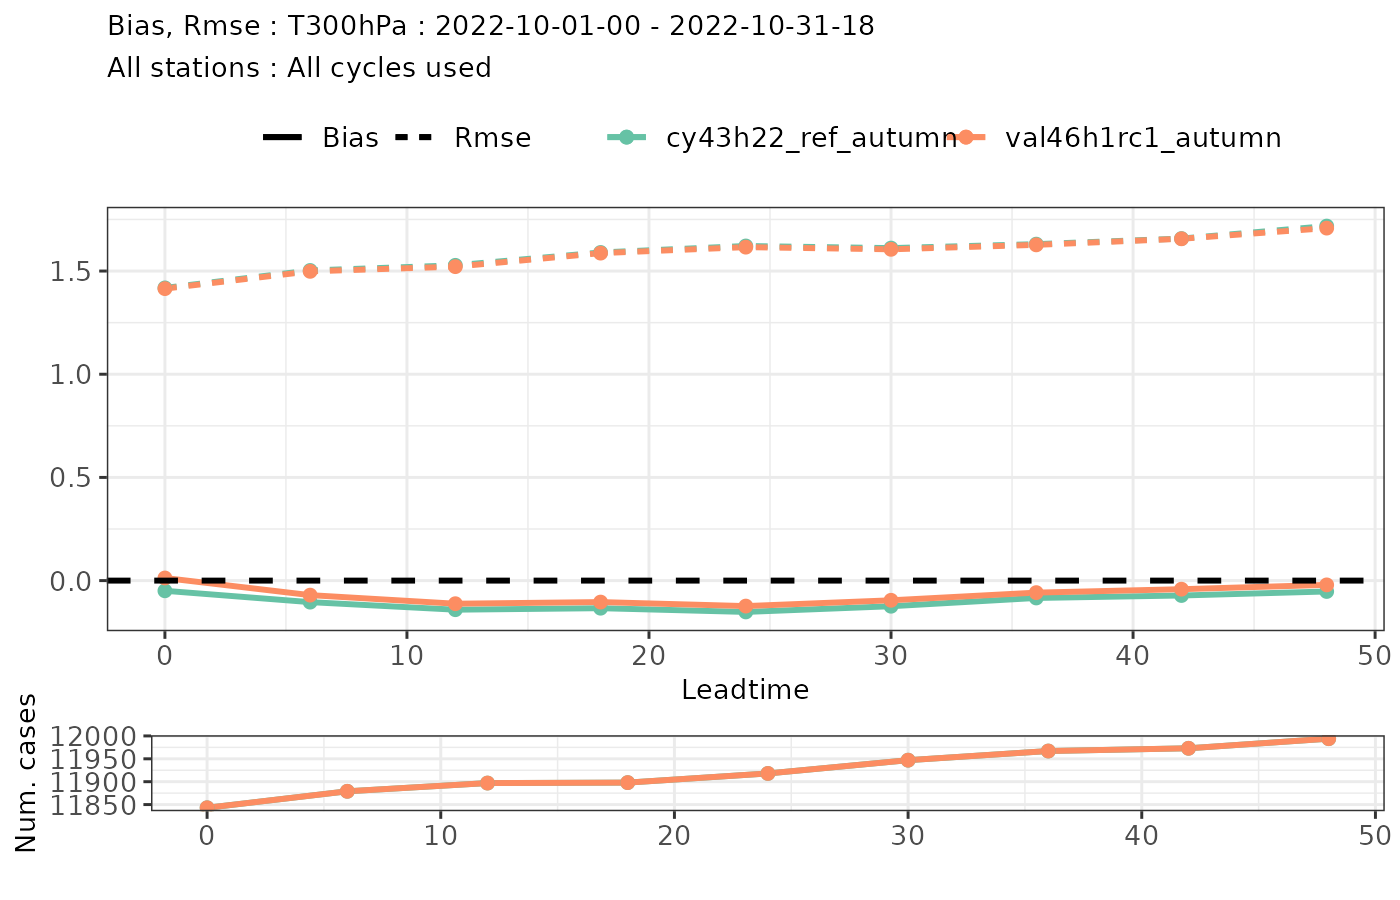 Bias, Rmse : T300hPa : 2022-10-01-00 - 2022-10-31-18
All stations : All cycles used
Bias Rmse cy43h22_ref_autumn val46h1rc1_autumn
1.5
1.0
0.5
0.0
0 10 20 30 40 50
Leadtime
Num. cases
12000
11950
11900
11850
0 10 20 30 40 50